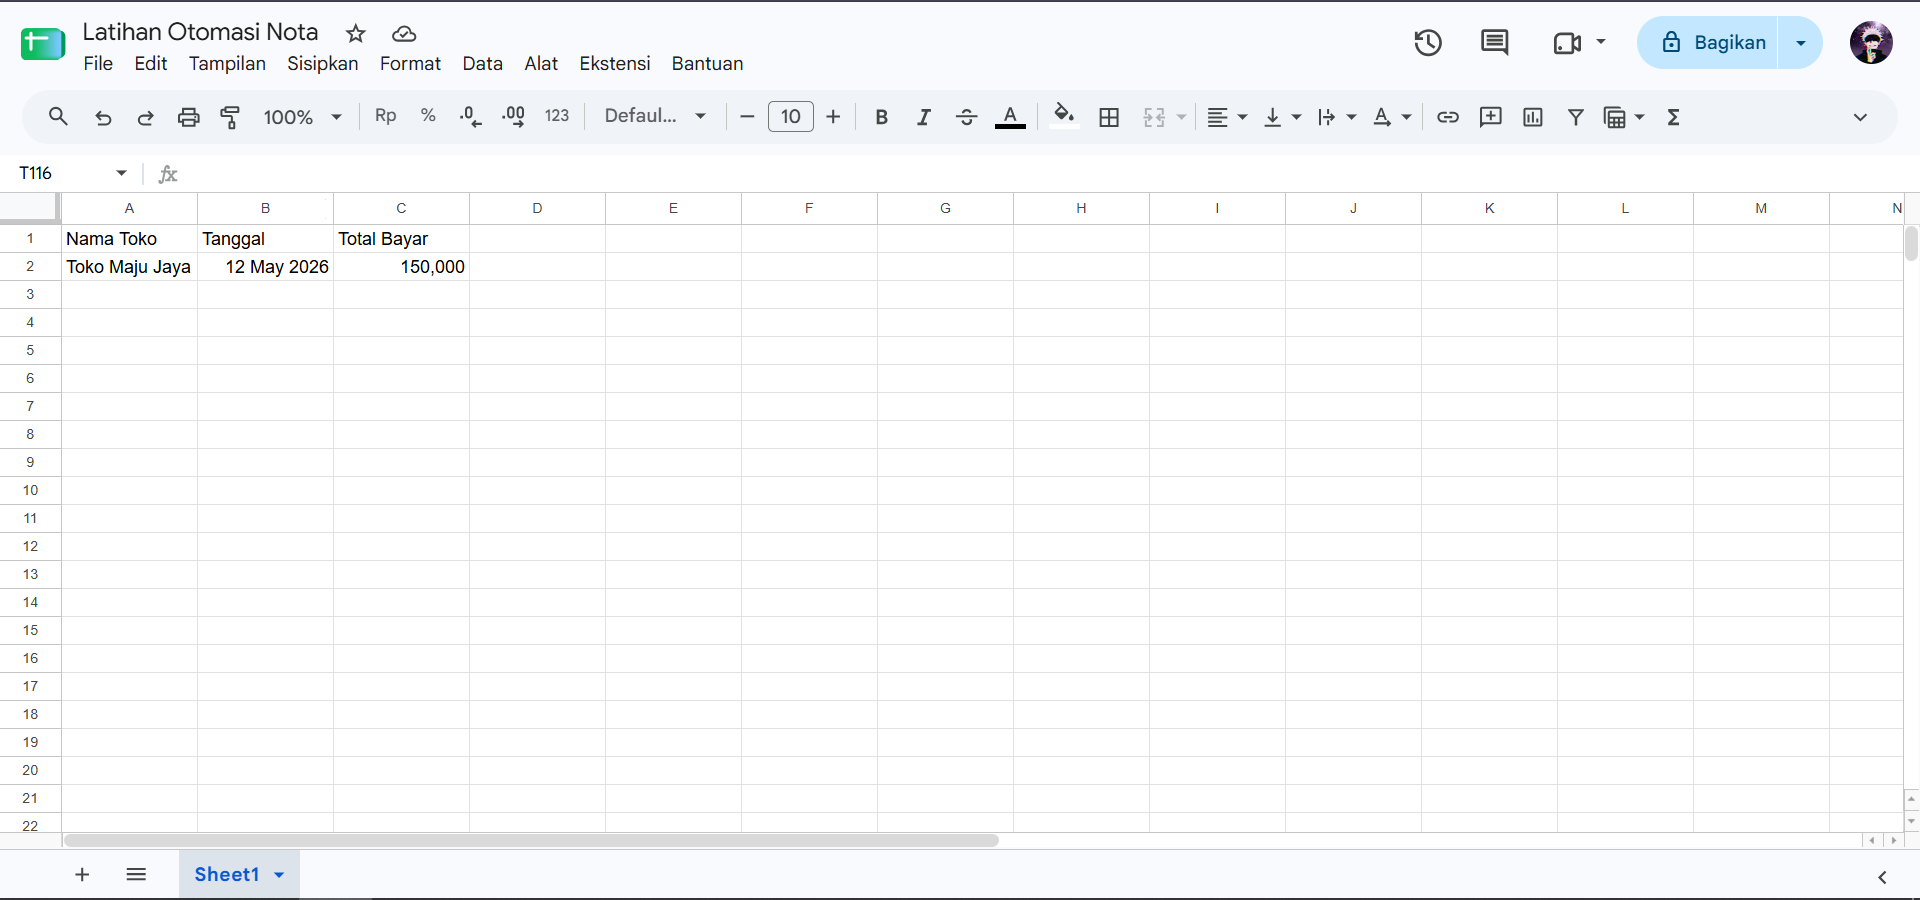 Latihan Otomasi Nota
File Edit Tampilan Sisipkan Format Data Alat Ekstensi Bantuan
Bagikan
100% Rp % .0 .00 123 Defaul... 10 B I A A Σ
T116 fx
A B C D E F G H I J K L M N
1 Nama Toko Tanggal Total Bayar
2 Toko Maju Jaya 12 May 2026 150,000
3
4
5
6
7
8
9
10
11
12
13
14
15
16
17
18
19
20
21
22
Sheet1